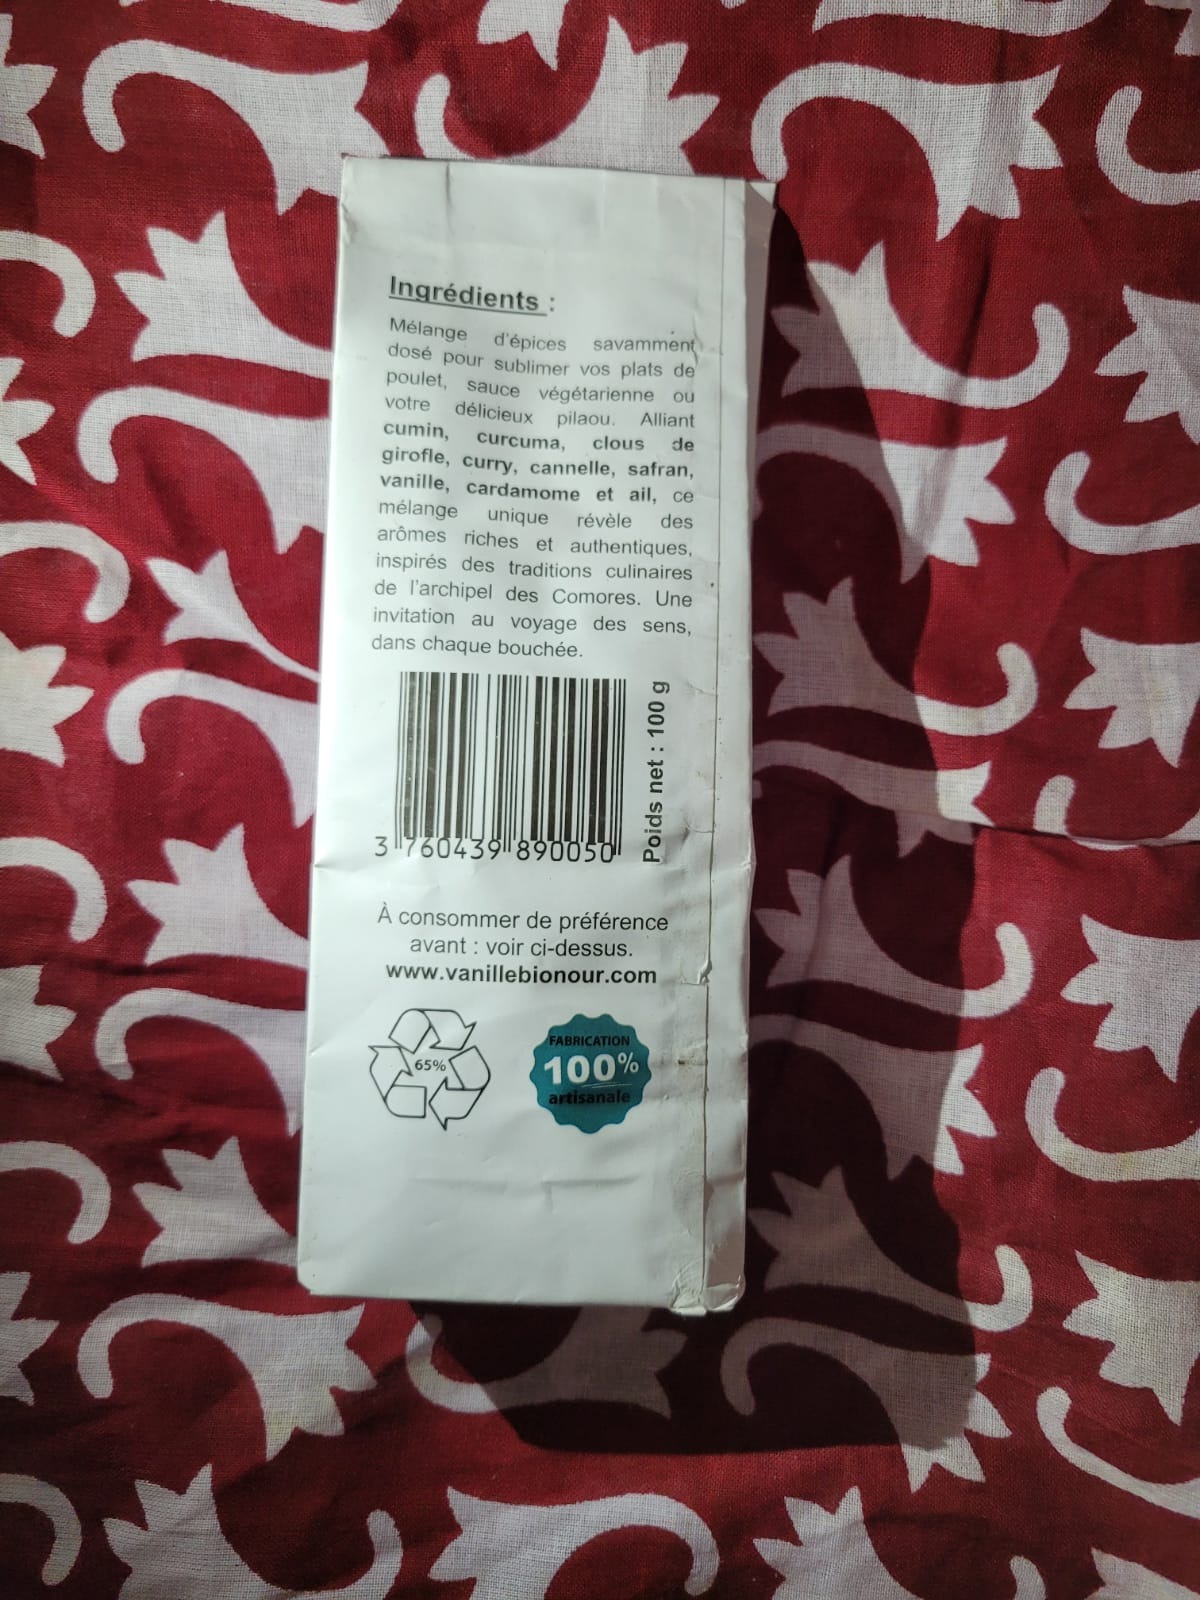 Ingrédients :
Mélange d'épices savamment
dosé pour sublimer vos plats de
poulet, sauce végétarienne ou
votre délicieux pilaou. Alliant
cumin, curcuma, clous de
girofle, curry, cannelle, safran,
vanille, cardamome et ail, ce
mélange unique révèle des
arômes riches et authentiques,
inspirés des traditions culinaires
de l'archipel des Comores. Une
invitation au voyage des sens,
dans chaque bouchée.
3 760439 890050
Poids net : 100 g
À consommer de préférence
avant : voir ci-dessus.
www.vanillebionour.com
65%
FABRICATION
100%
artisanale